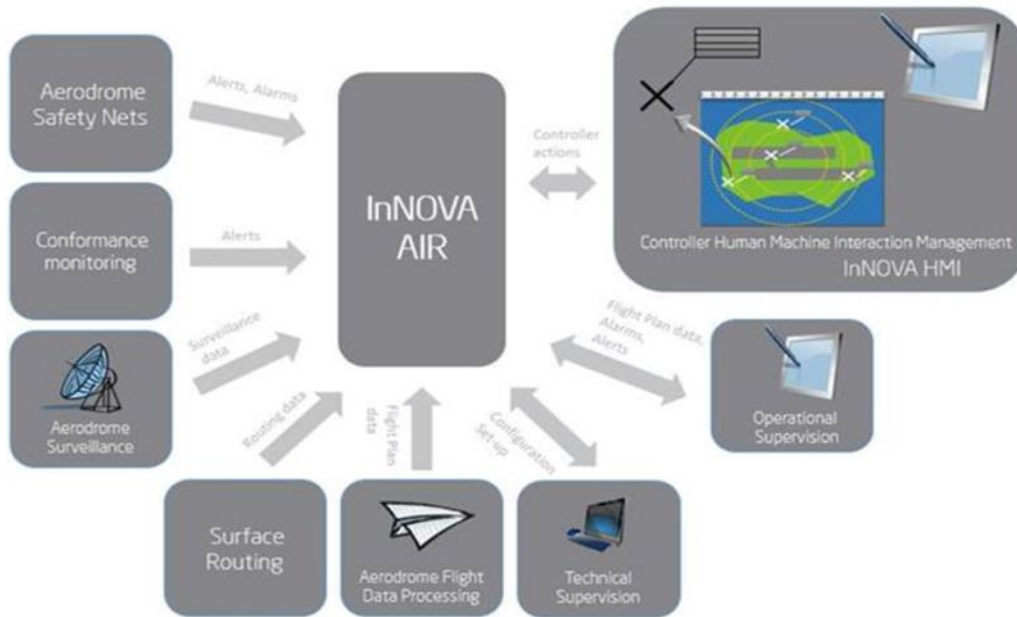 Aerodrome
Safety Nets
Alerts, Alarms
InNOVA
AIR
Controller
actions
Controller Human Machine Interaction Management
InNOVA HMI
Conformance
monitoring
Alerts
Surveillance
data
Aerodrome
Surveillance
Routing data
Flight Plan
data
Configuration
Set-up
Flight Plan data,
Alarms,
Alerts
Operational
Supervision
Surface
Routing
Aerodrome Flight
Data Processing
Technical
Supervision